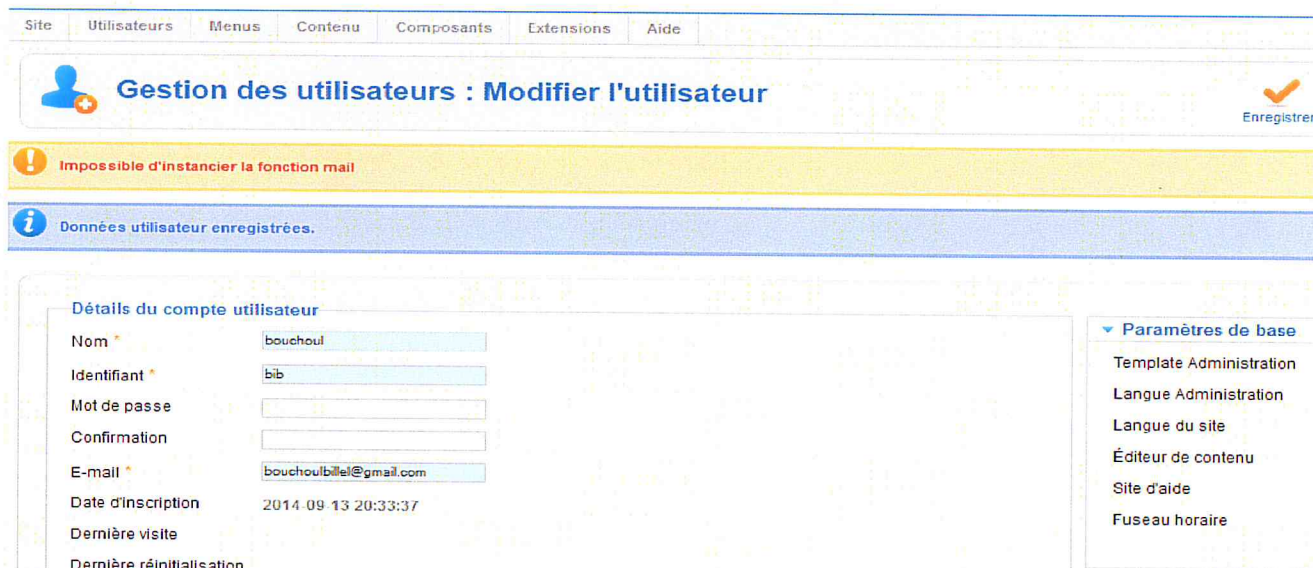 Site Utilisateurs Menus Contenu Composants Extensions Aide
Gestion des utilisateurs : Modifier l'utilisateur
Enregistrer
Impossible d'instancier la fonction mail
Données utilisateur enregistrées.
Détails du compte utilisateur
Nom * bouchoul
Identifiant * bib
Mot de passe
Confirmation
E-mail * bouchoulbillel@gmail.com
Date d'inscription 2014-09-13 20:33:37
Dernière visite
Dernière réinitialisation
Paramètres de base
Template Administration
Langue Administration
Langue du site
Éditeur de contenu
Site d'aide
Fuseau horaire